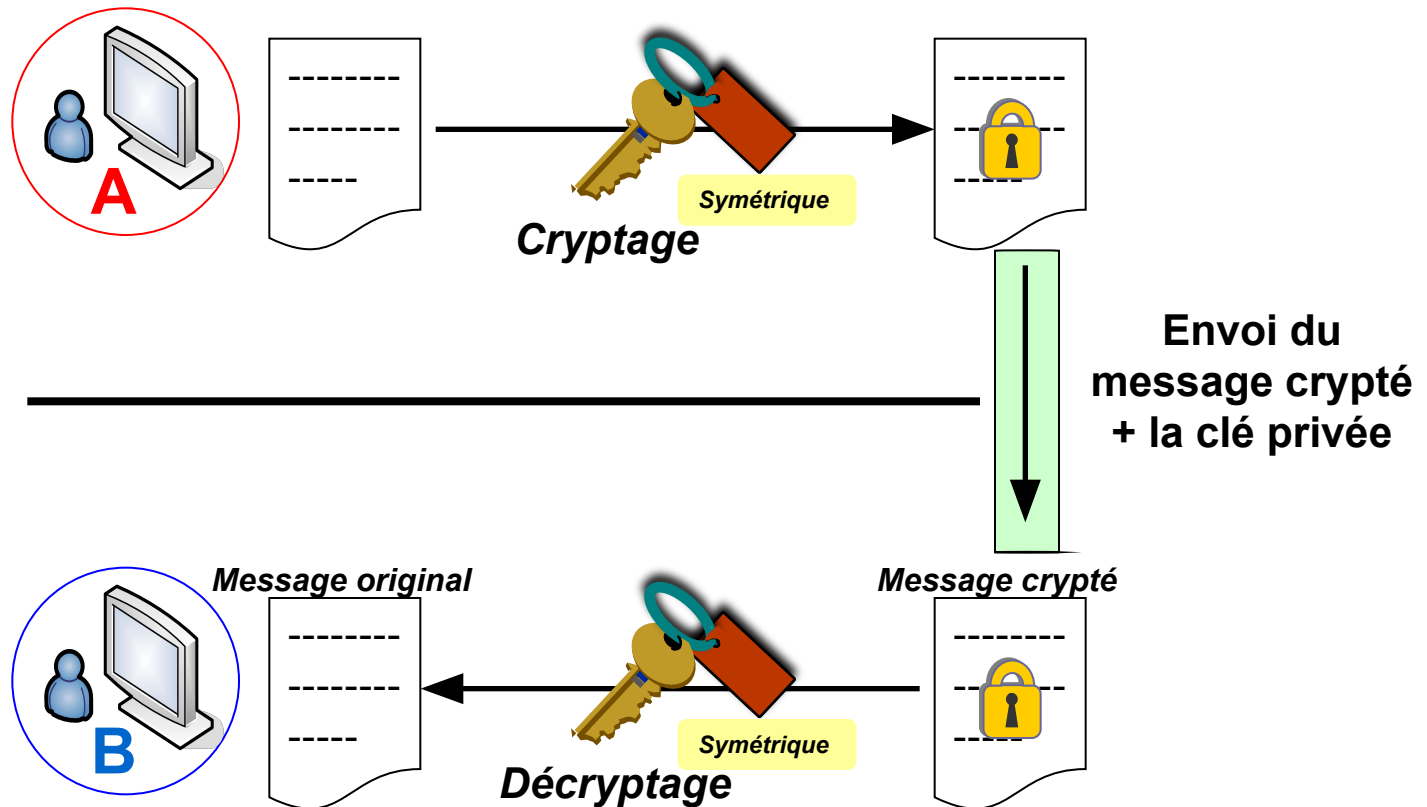 A
Symétrique
Cryptage
Envoi du
message crypté
+ la clé privée
Message original
Message crypté
B
Symétrique
Décryptage